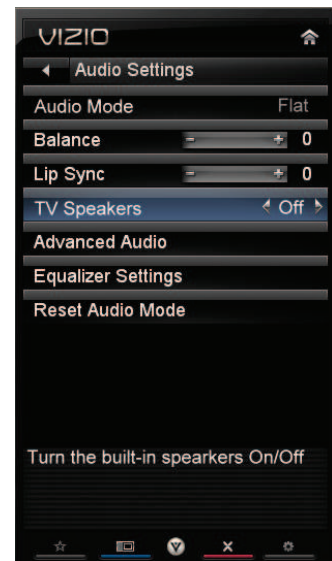 VIZIO
Audio Settings
Audio Mode Flat
Balance - + 0
Lip Sync - + 0
TV Speakers Off
Advanced Audio
Equalizer Settings
Reset Audio Mode
Turn the built-in spearkers On/Off
V